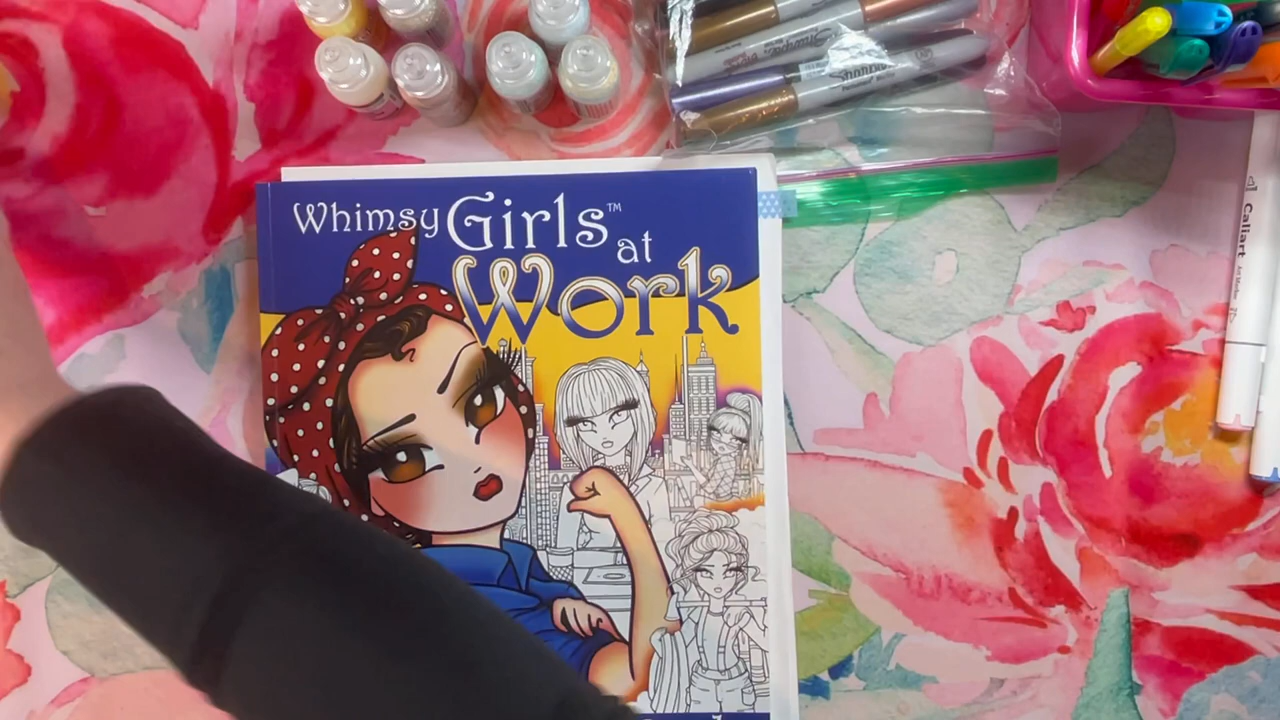 Sharpie
Sharpie
Whimsy Girls™
at
Work
Caliart